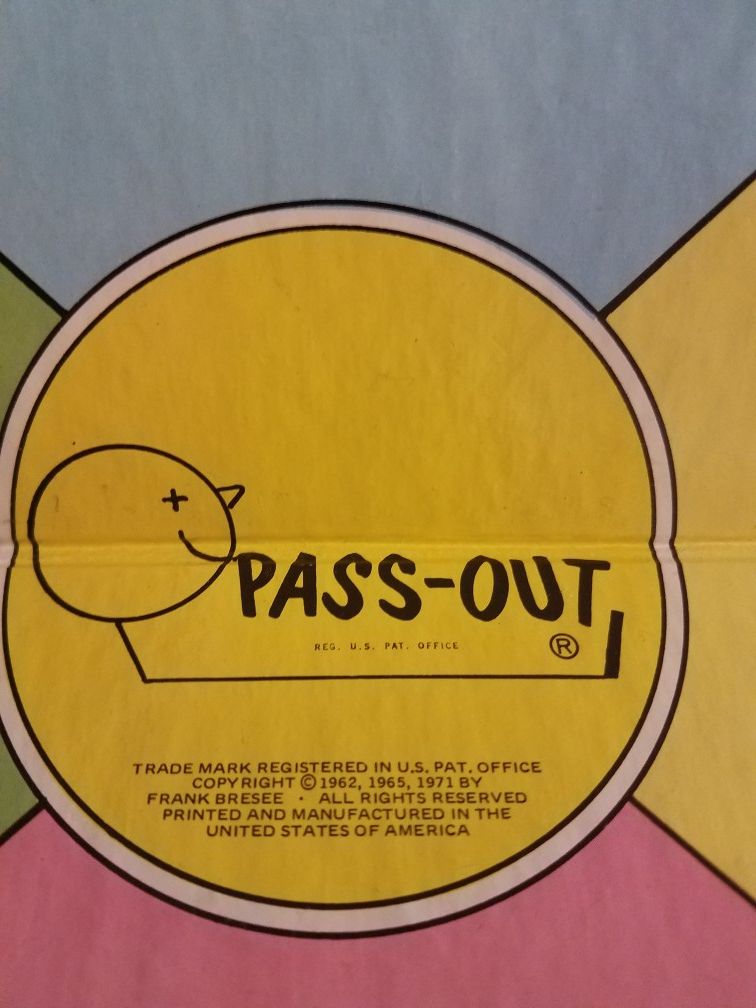 PASS-OUT
REG. U.S. PAT. OFFICE ®
TRADE MARK REGISTERED IN U.S. PAT. OFFICE
COPYRIGHT © 1962, 1965, 1971 BY
FRANK BRESEE · ALL RIGHTS RESERVED
PRINTED AND MANUFACTURED IN THE
UNITED STATES OF AMERICA